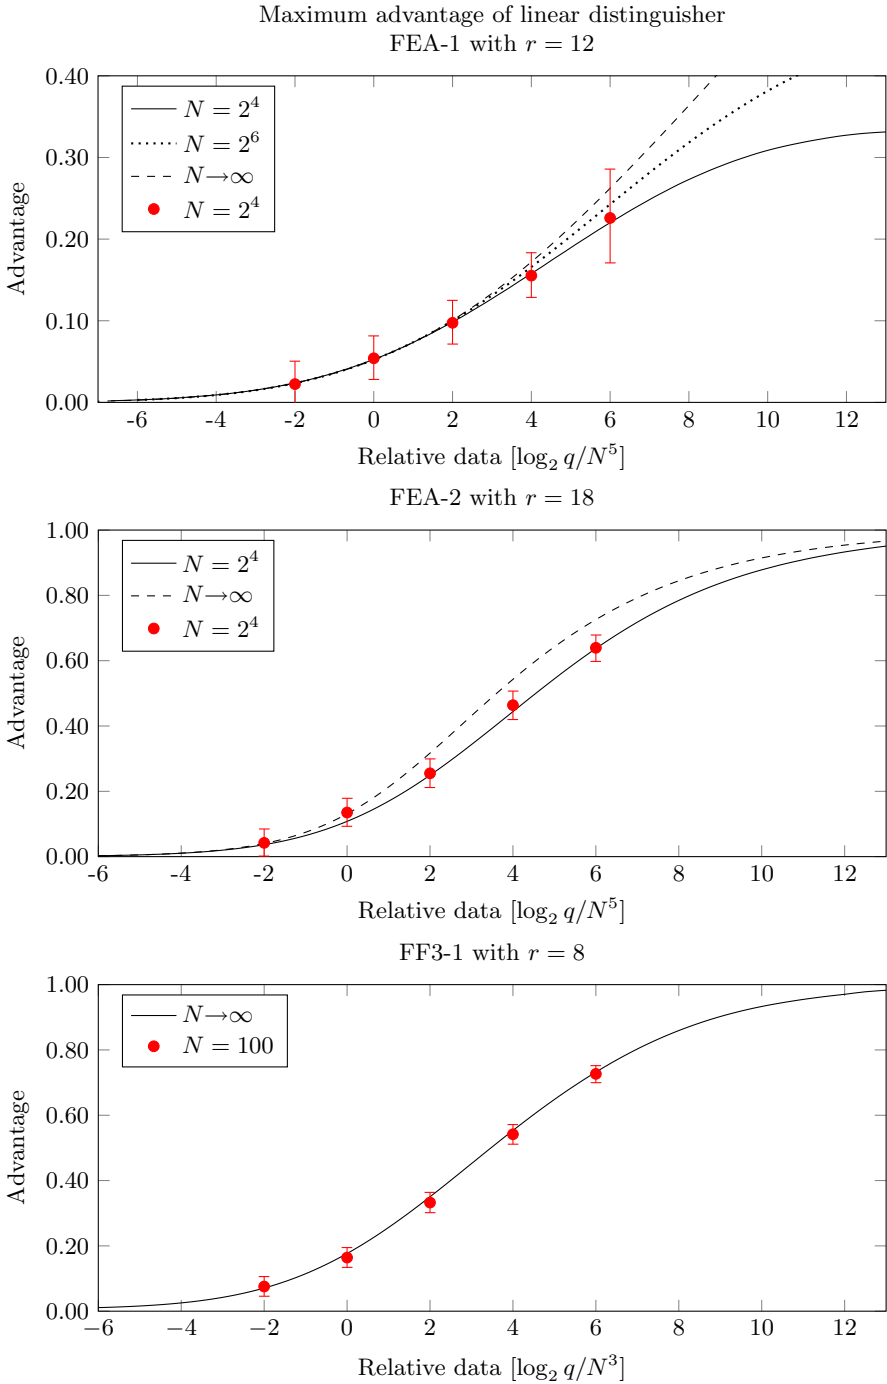 Maximum advantage of linear distinguisher
FEA-1 with r = 12
0.40
0.30
0.20
0.10
0.00
Advantage
N = 2^4
N = 2^6
N→∞
N = 2^4
-6 -4 -2 0 2 4 6 8 10 12
Relative data [log₂ q/N^5]
FEA-2 with r = 18
1.00
0.80
0.60
0.40
0.20
0.00
Advantage
N = 2^4
N→∞
N = 2^4
-6 -4 -2 0 2 4 6 8 10 12
Relative data [log₂ q/N^5]
FF3-1 with r = 8
1.00
0.80
0.60
0.40
0.20
0.00
Advantage
N→∞
N = 100
−6 −4 −2 0 2 4 6 8 10 12
Relative data [log₂ q/N^3]